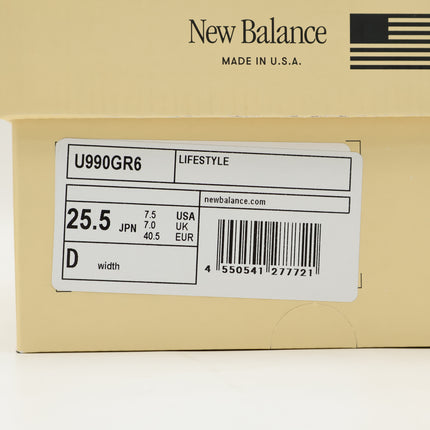 New Balance
MADE IN U.S.A.
U990GR6 LIFESTYLE
newbalance.com
25.5 JPN 7.5 USA
7.0 UK
40.5 EUR
D width
4 550541 277721